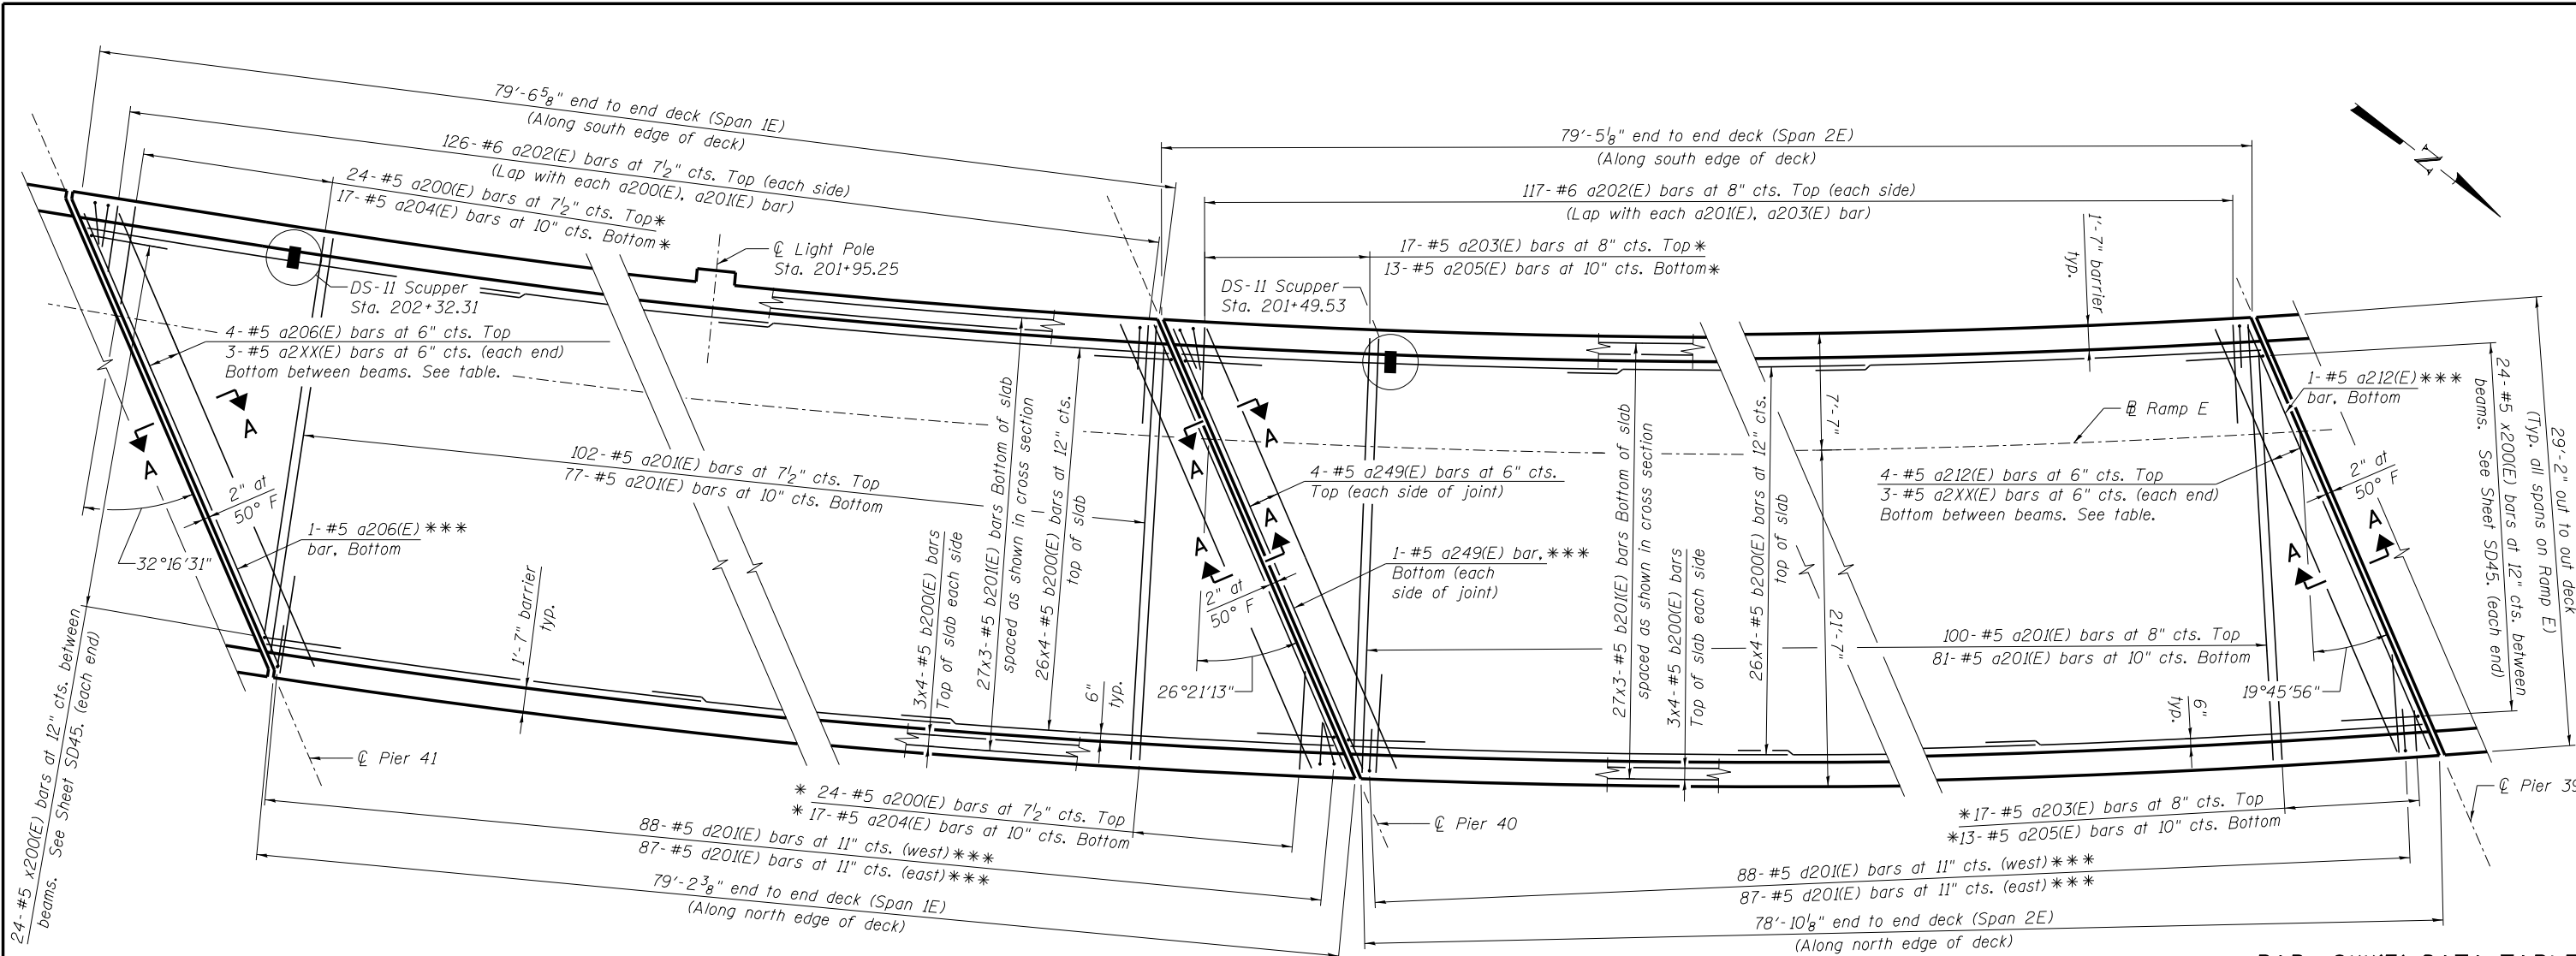 79'-6 5/8" end to end deck (Span 1E)
(Along south edge of deck)
126-#6 a202(E) bars at 7 1/2" cts. Top (each side)
(Lap with each a200(E), a201(E) bar)
24-#5 a200(E) bars at 7 1/2" cts. Top*
17-#5 a204(E) bars at 10" cts. Bottom*
℄ Light Pole
Sta. 201+95.25
DS-11 Scupper
Sta. 202+32.31
4-#5 a206(E) bars at 6" cts. Top
3-#5 a2XX(E) bars at 6" cts. (each end)
Bottom between beams. See table.
79'-5 1/8" end to end deck (Span 2E)
(Along south edge of deck)
117-#6 a202(E) bars at 8" cts. Top (each side)
(Lap with each a201(E), a203(E) bar)
17-#5 a203(E) bars at 8" cts. Top*
13-#5 a205(E) bars at 10" cts. Bottom*
DS-11 Scupper
Sta. 201+49.53
1'-7" barrier
typ.
N
A
A
102-#5 a201(E) bars at 7 1/2" cts. Top
77-#5 a201(E) bars at 10" cts. Bottom
2" at
50° F
1-#5 a206(E)***
bar, Bottom
32°16'31"
24-#5 x200(E) bars at 12" cts. between
beams. See Sheet SD45. (each end)
1'-7" barrier
typ.
℄ Pier 41
3x4-#5 b200(E) bars
Top of slab each side
27x3-#5 b201(E) bars Bottom of slab
spaced as shown in cross section
26x4-#5 b200(E) bars at 12" cts.
top of slab
6"
typ.
A
A
A
A
A
4-#5 a249(E) bars at 6" cts.
Top (each side of joint)
1-#5 a249(E) bar,***
Bottom (each
side of joint)
2" at
50° F
26°21'13"
27x3-#5 b201(E) bars Bottom of slab
spaced as shown in cross section
3x4-#5 b200(E) bars
Top of slab each side
26x4-#5 b200(E) bars at 12" cts.
top of slab
7'-7"
21'-7"
℄ Ramp E
1-#5 a212(E)***
bar, Bottom
4-#5 a212(E) bars at 6" cts. Top
3-#5 a2XX(E) bars at 6" cts. (each end)
Bottom between beams. See table.
2" at
50° F
A
A
100-#5 a201(E) bars at 8" cts. Top
81-#5 a201(E) bars at 10" cts. Bottom
19°45'56"
6"
typ.
24-#5 x200(E) bars at 12" cts. between
beams. See Sheet SD45. (each end)
29'-2" out to out deck
(Typ. all spans on Ramp E)
℄ Pier 39
* 24-#5 a200(E) bars at 7 1/2" cts. Top
* 17-#5 a204(E) bars at 10" cts. Bottom
88-#5 d201(E) bars at 11" cts. (west)***
87-#5 d201(E) bars at 11" cts. (east)***
79'-2 3/8" end to end deck (Span 1E)
(Along north edge of deck)
℄ Pier 40
*17-#5 a203(E) bars at 8" cts. Top
*13-#5 a205(E) bars at 10" cts. Bottom
88-#5 d201(E) bars at 11" cts. (west)***
87-#5 d201(E) bars at 11" cts. (east)***
78'-10 1/8" end to end deck (Span 2E)
(Along north edge of deck)